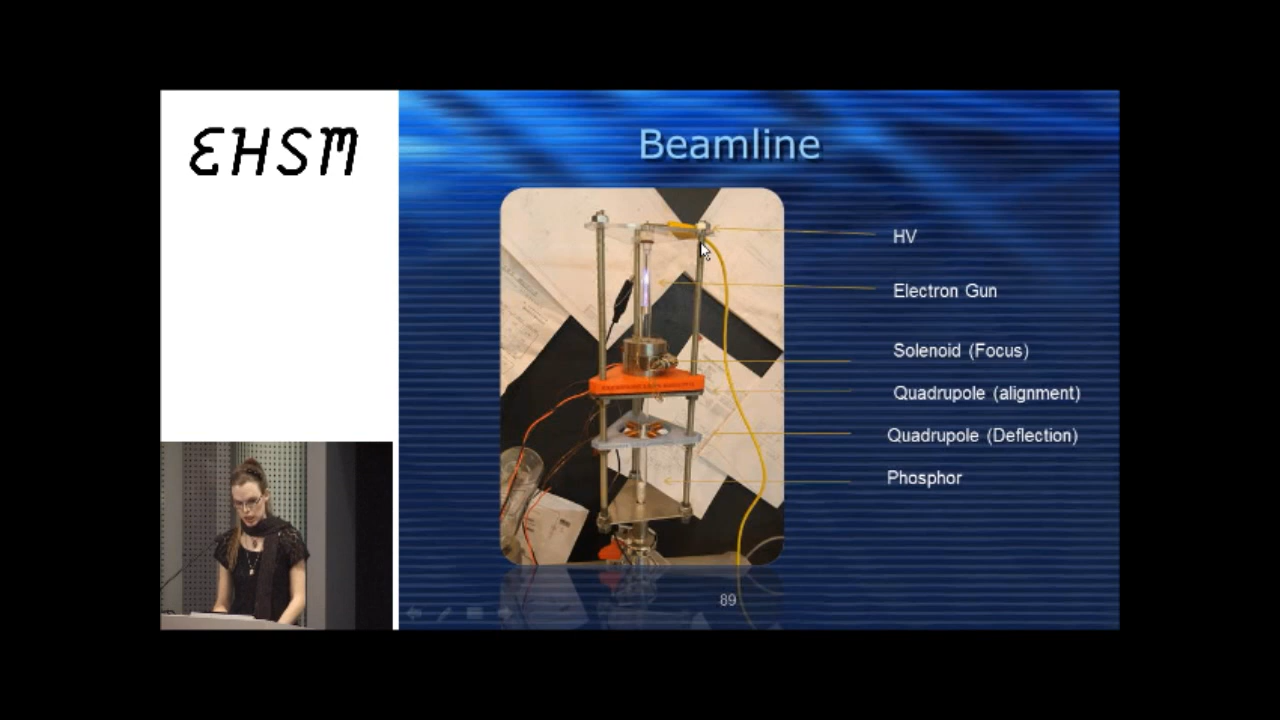 EHSM
Beamline
HV
Electron Gun
Solenoid (Focus)
Quadrupole (alignment)
Quadrupole (Deflection)
Phosphor
89